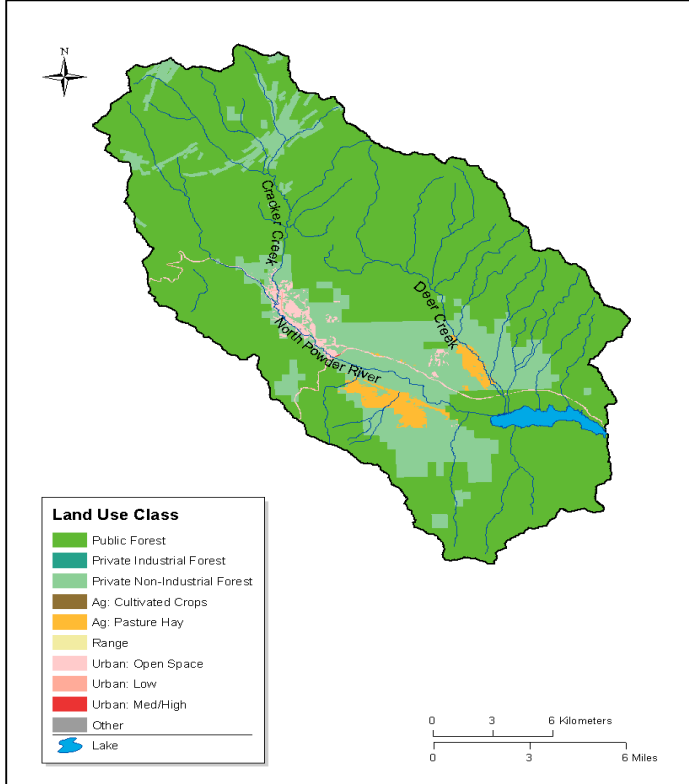 N
Cracker Creek
Deer Creek
North Powder River
Land Use Class
Public Forest
Private Industrial Forest
Private Non-Industrial Forest
Ag: Cultivated Crops
Ag: Pasture Hay
Range
Urban: Open Space
Urban: Low
Urban: Med/High
Other
Lake
0 3 6 Kilometers
0 3 6 Miles